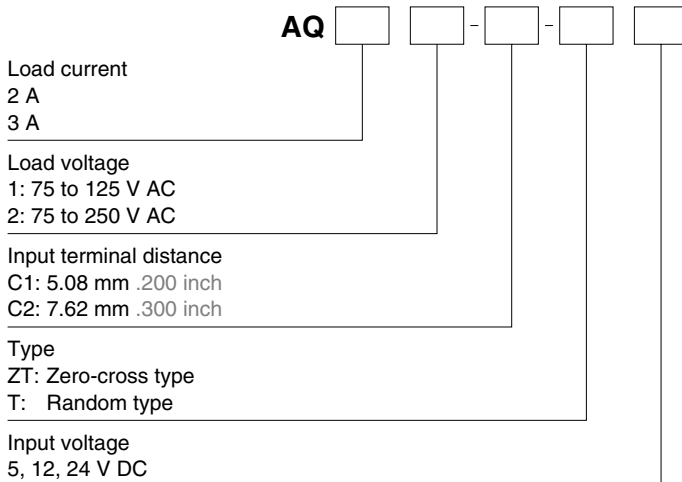 AQ - -
Load current
2 A
3 A
Load voltage
1: 75 to 125 V AC
2: 75 to 250 V AC
Input terminal distance
C1: 5.08 mm .200 inch
C2: 7.62 mm .300 inch
Type
ZT: Zero-cross type
T: Random type
Input voltage
5, 12, 24 V DC